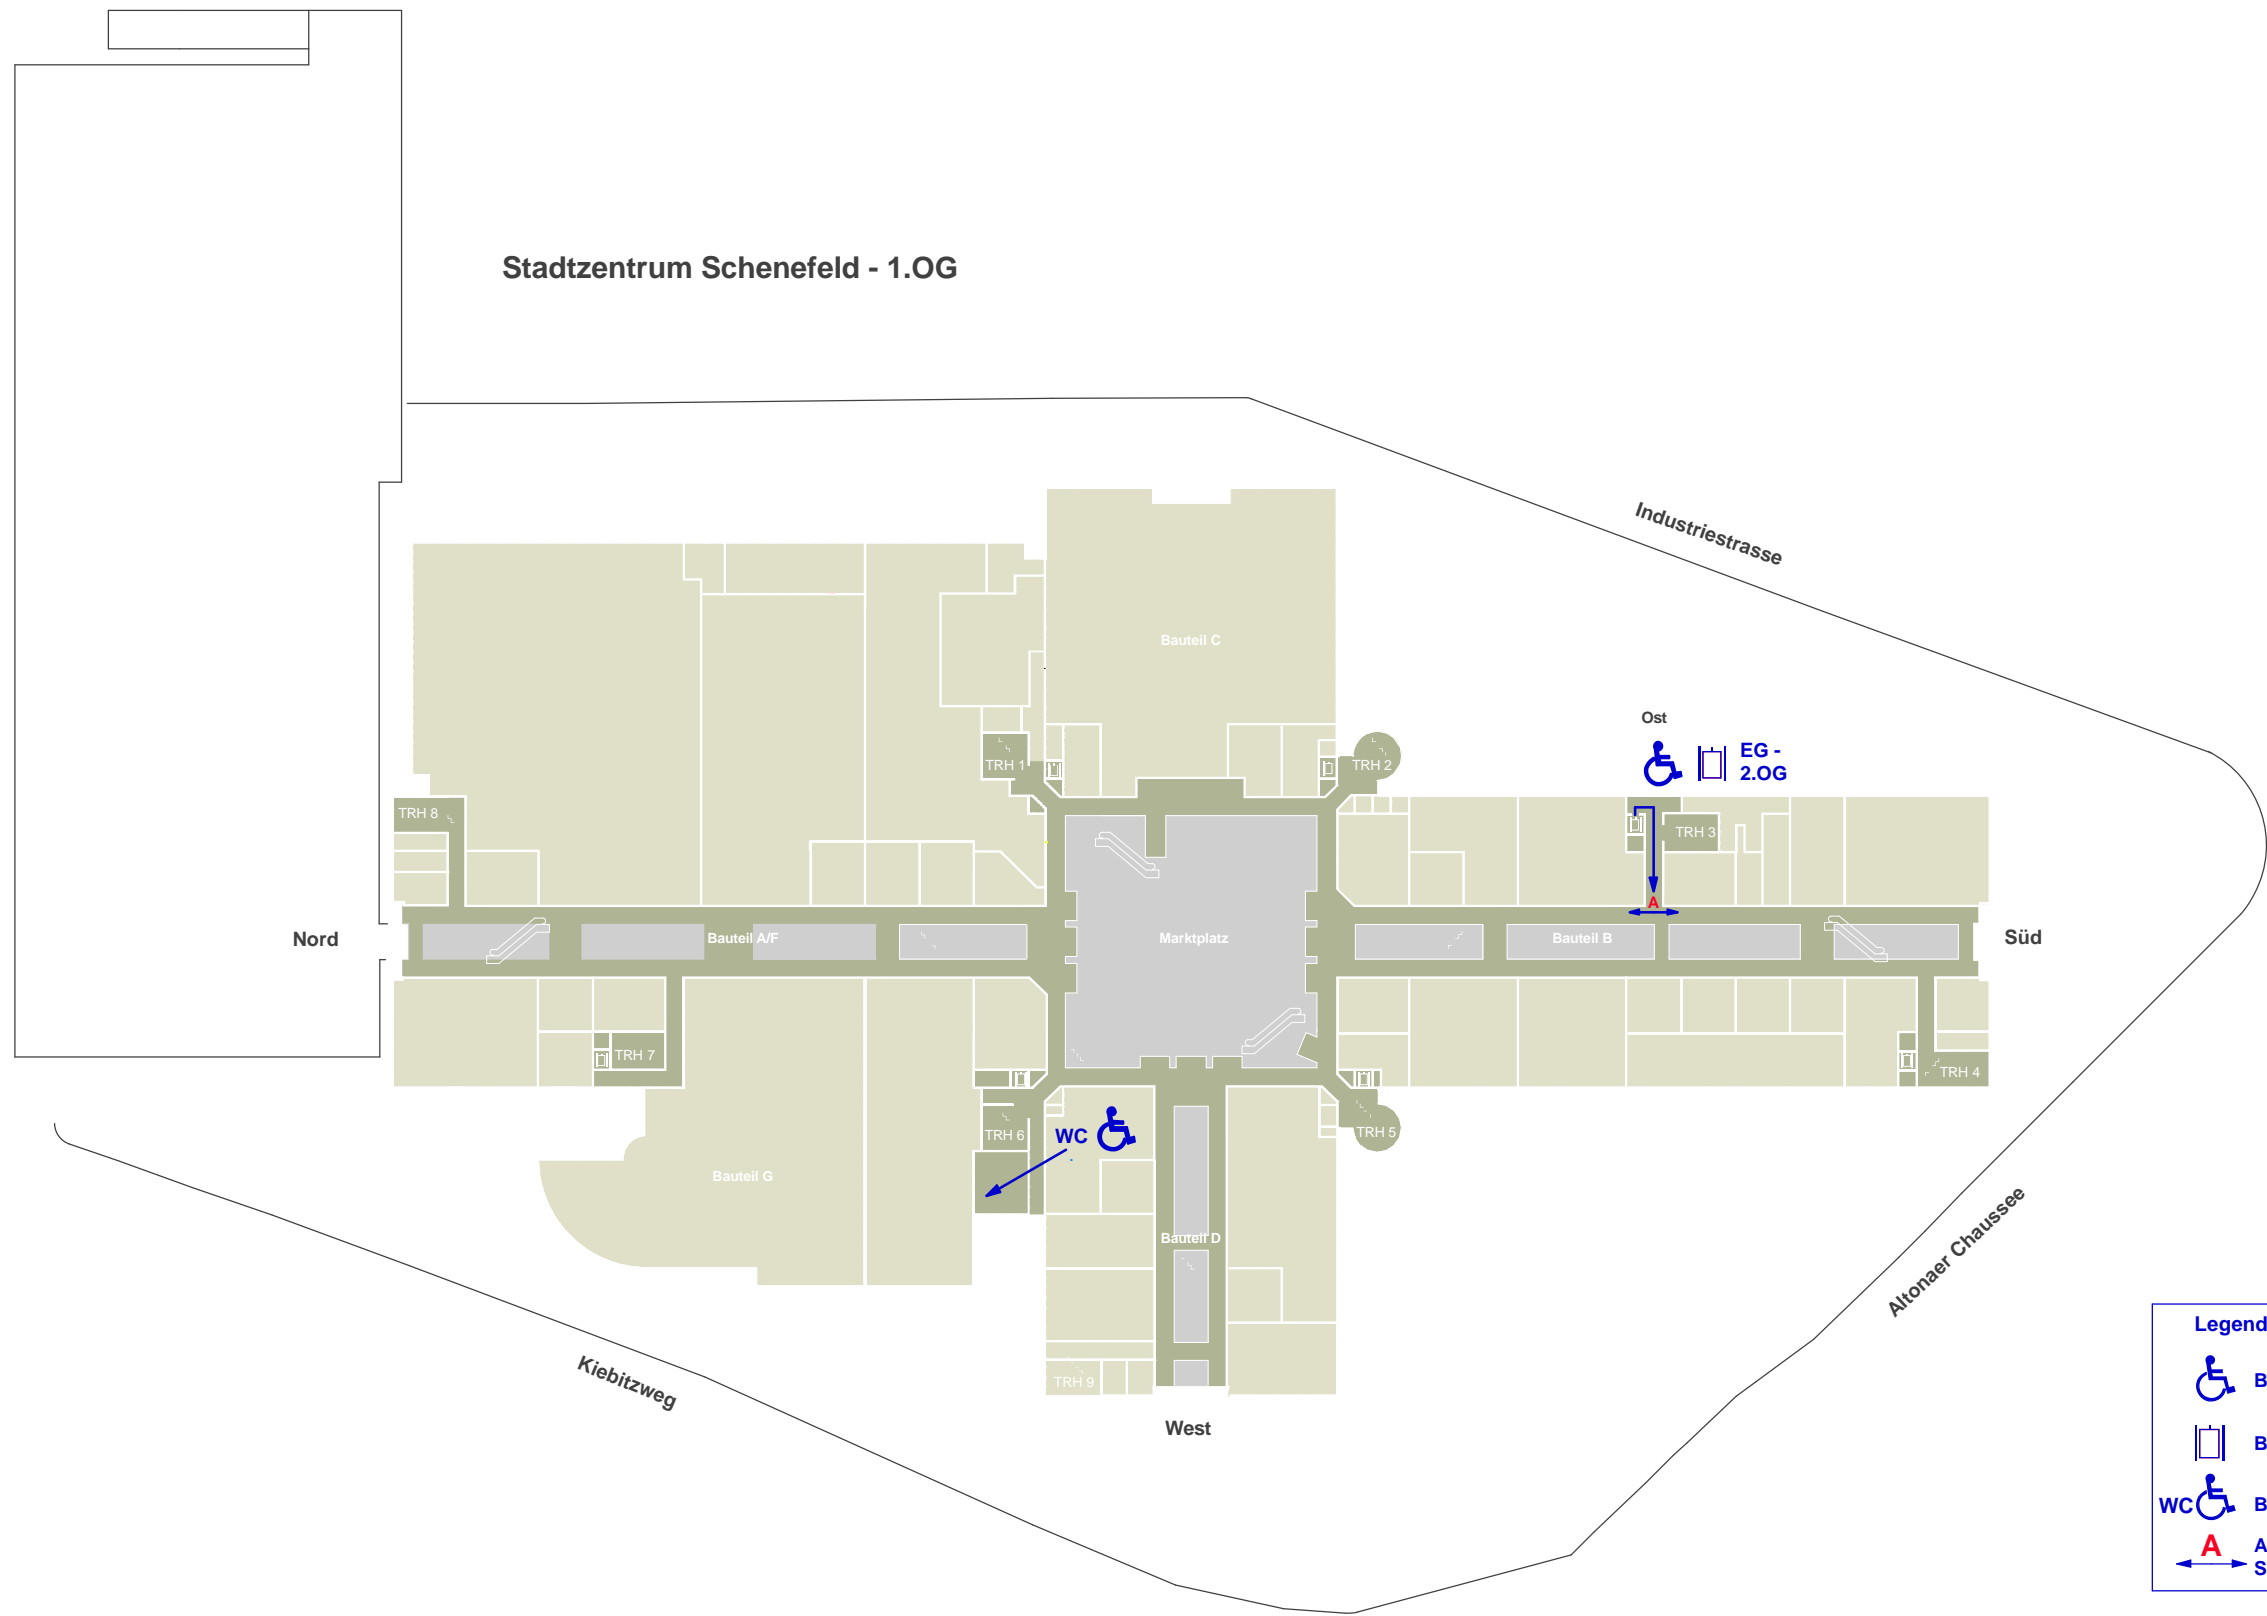 Stadtzentrum Schenefeld - 1.OG
Industriestrasse
Bauteil C
Ost
EG -
2.OG
TRH 1
TRH 2
TRH 8
TRH 3
A
Nord
Bauteil A/F
Marktplatz
Bauteil B
Süd
TRH 7
TRH 4
TRH 6
WC
TRH 5
Bauteil G
Bauteil D
Altonaer Chaussee
Kiebitzweg
TRH 9
West
Legend
B
B
WC B
A A
S